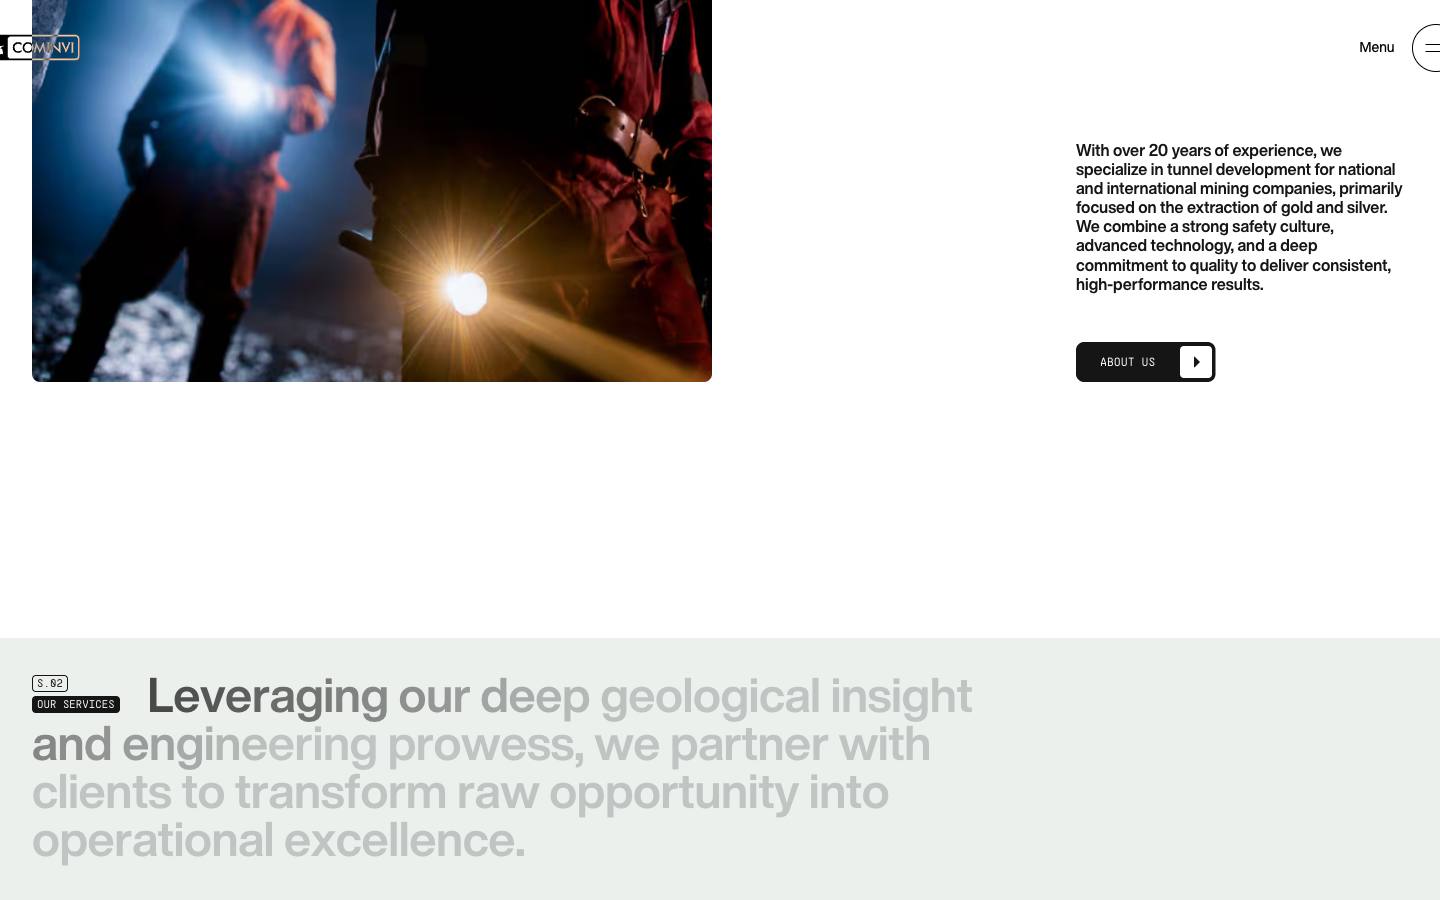 COMINVI
Menu
With over 20 years of experience, we
specialize in tunnel development for national
and international mining companies, primarily
focused on the extraction of gold and silver.
We combine a strong safety culture,
advanced technology, and a deep
commitment to quality to deliver consistent,
high-performance results.
ABOUT US
S.02
OUR SERVICES
Leveraging our deep geological insight
and engineering prowess, we partner with
clients to transform raw opportunity into
operational excellence.